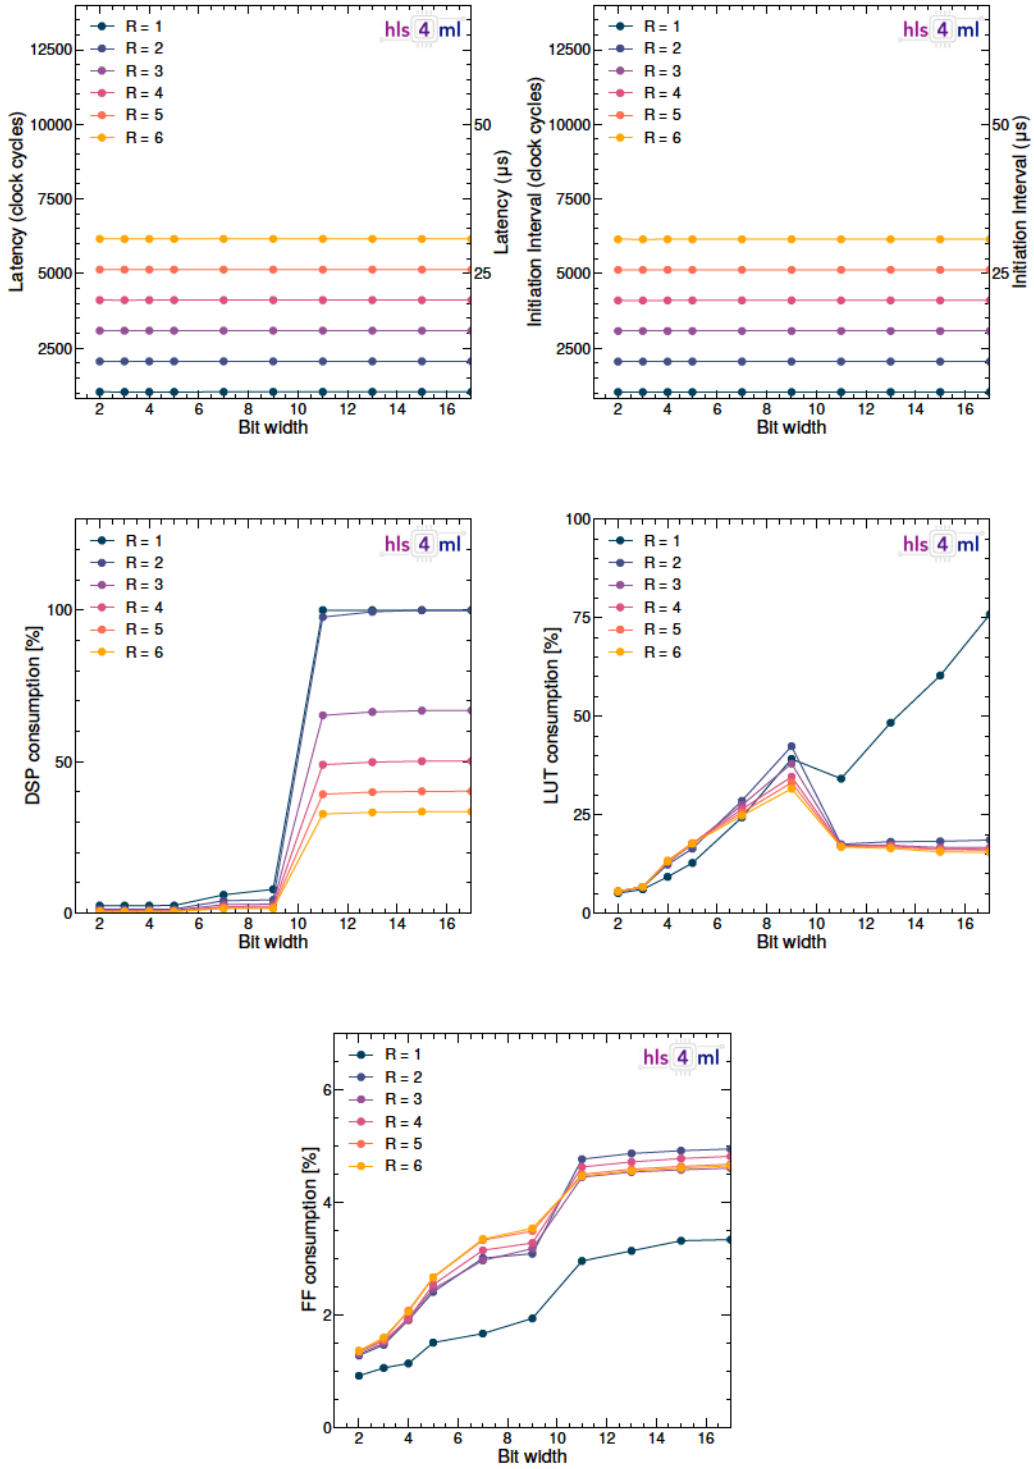 R = 1
R = 2
R = 3
R = 4
R = 5
R = 6
hls 4 ml
12500
10000
7500
5000
2500
50
25
2 4 6 8 10 12 14 16
Latency (clock cycles)
Latency (μs)
Bit width
R = 1
R = 2
R = 3
R = 4
R = 5
R = 6
hls 4 ml
12500
10000
7500
5000
2500
50
25
2 4 6 8 10 12 14 16
Initiation Interval (clock cycles)
Initiation Interval (μs)
Bit width
R = 1
R = 2
R = 3
R = 4
R = 5
R = 6
hls 4 ml
100
50
0
2 4 6 8 10 12 14 16
DSP consumption [%]
Bit width
R = 1
R = 2
R = 3
R = 4
R = 5
R = 6
hls 4 ml
100
75
50
25
0
2 4 6 8 10 12 14 16
LUT consumption [%]
Bit width
R = 1
R = 2
R = 3
R = 4
R = 5
R = 6
hls 4 ml
6
4
2
0
2 4 6 8 10 12 14 16
FF consumption [%]
Bit width